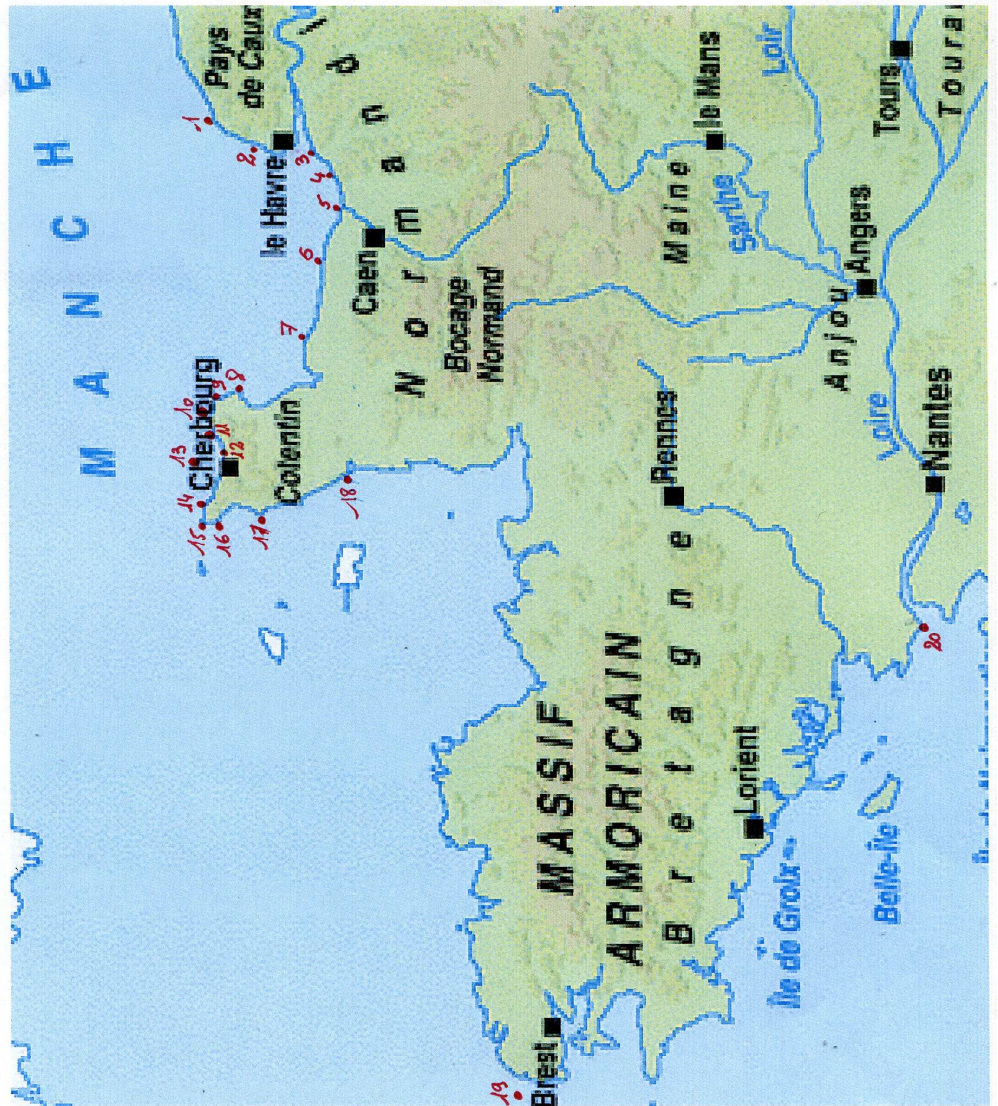 MANCHE
Pays
de Caux
le Havre
Caen
Normandi
Bocage
Normand
Cherbourg
Cotentin
Maine
le Mans
Sarthe
Loir
Tours
Toura
Anjou
Angers
Loire
Nantes
Rennes
Bretagne
MASSIF
ARMORICAIN
Lorient
Île de Groix
Belle-Île
Brest
1
2
3
4
5
6
7
8
9
10
11
12
13
14
15
16
17
18
19
20